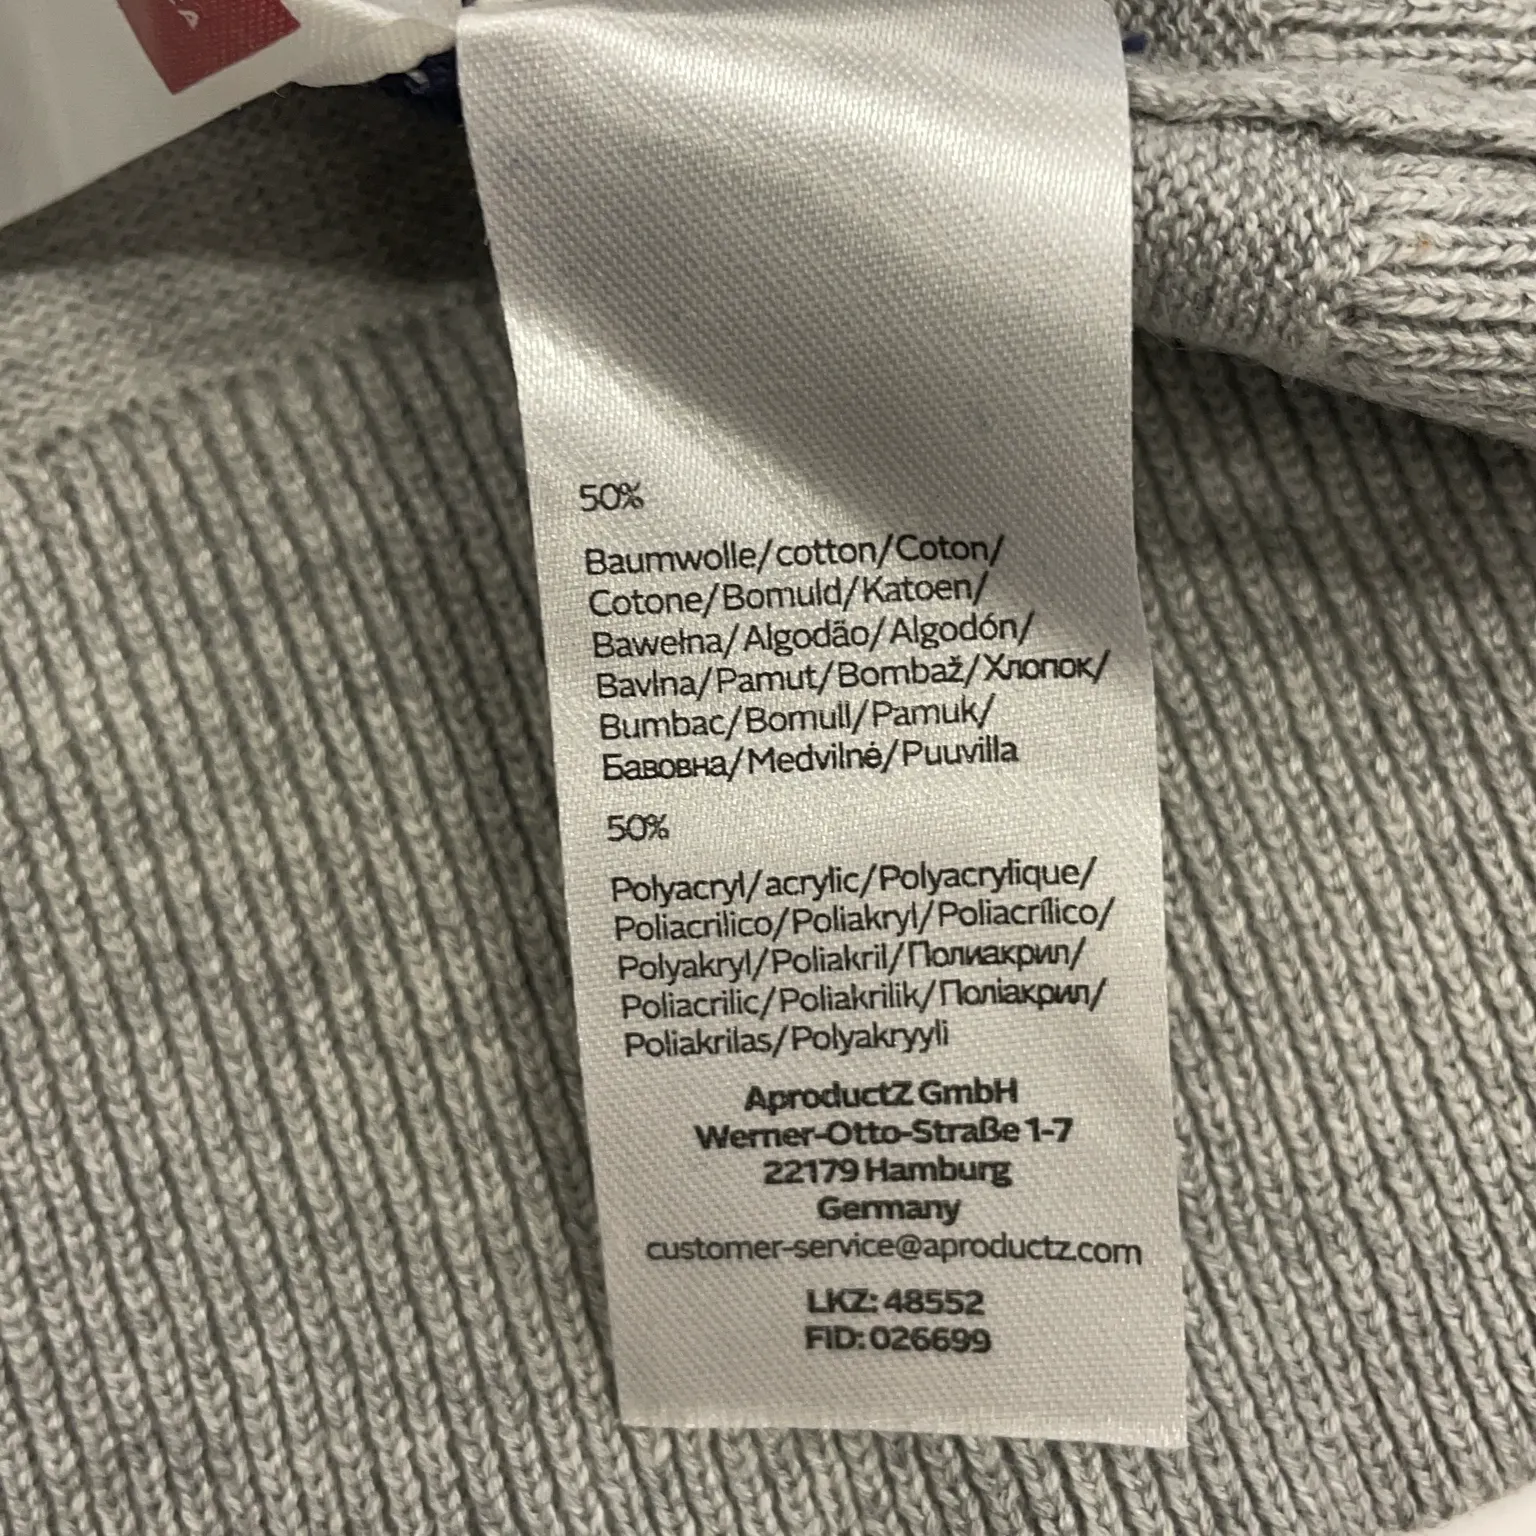 50%
Baumwolle/cotton/Coton/
Cotone/Bomuld/Katoen/
Bawełna/Algodão/Algodón/
Bavlna/Pamut/Bombaž/Хлопок/
Bumbac/Bomull/Pamuk/
Бавовна/Medvilnė/Puuvilla
50%
Polyacryl/acrylic/Polyacrylique/
Poliacrilico/Poliakryl/Poliacrílico/
Polyakryl/Poliakril/Полиакрил/
Poliacrilic/Poliakrilik/Поліакрил/
Poliakrilas/Polyakryyli
AproductZ GmbH
Werner-Otto-Straße 1-7
22179 Hamburg
Germany
customer-service@aproductz.com
LKZ: 48552
FID: 026699